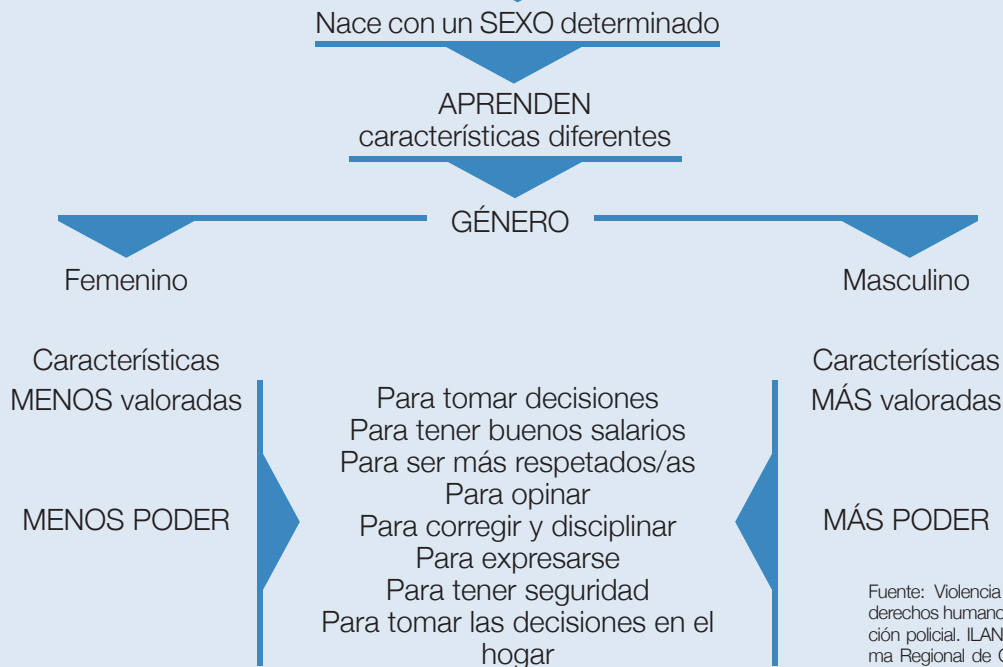 Nace con un SEXO determinado
APRENDEN
características diferentes
GÉNERO
Femenino
Masculino
Características
MENOS valoradas
MENOS PODER
Para tomar decisiones
Para tener buenos salarios
Para ser más respetados/as
Para opinar
Para corregir y disciplinar
Para expresarse
Para tener seguridad
Para tomar las decisiones en el
hogar
Características
MÁS valoradas
MÁS PODER
Fuente: Violencia
derechos humano
ción policial. ILAN
ma Regional de